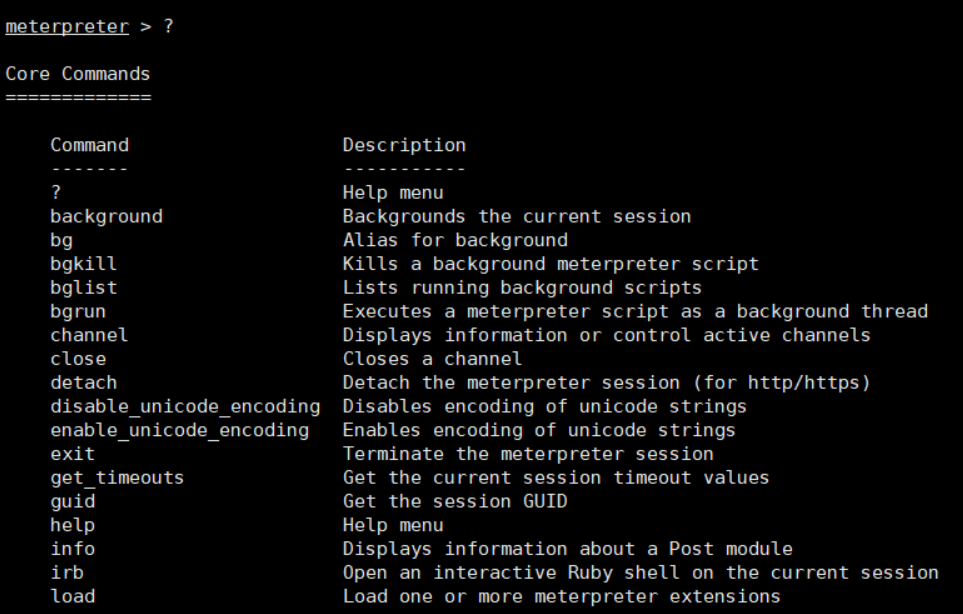 meterpreter > ?
Core Commands
=============
Command Description
------- -----------
? Help menu
background Backgrounds the current session
bg Alias for background
bgkill Kills a background meterpreter script
bglist Lists running background scripts
bgrun Executes a meterpreter script as a background thread
channel Displays information or control active channels
close Closes a channel
detach Detach the meterpreter session (for http/https)
disable_unicode_encoding Disables encoding of unicode strings
enable_unicode_encoding Enables encoding of unicode strings
exit Terminate the meterpreter session
get_timeouts Get the current session timeout values
guid Get the session GUID
help Help menu
info Displays information about a Post module
irb Open an interactive Ruby shell on the current session
load Load one or more meterpreter extensions